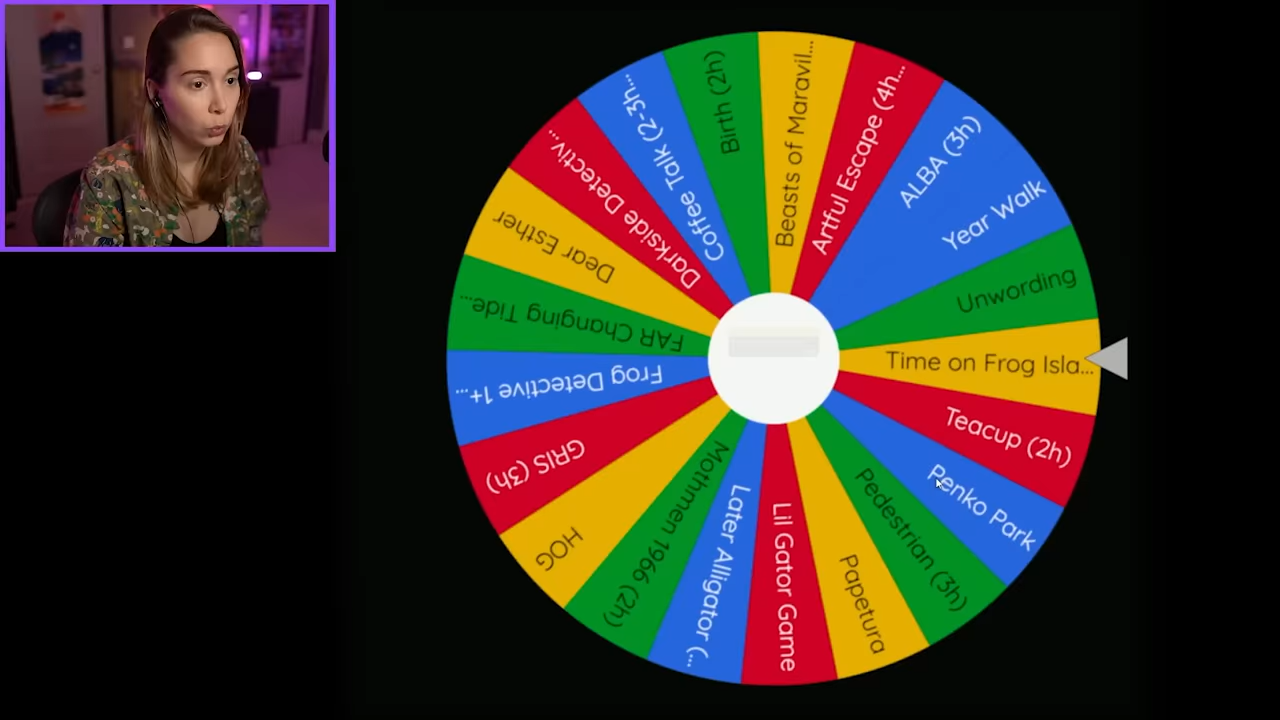 Beasts of Maravil...
Artful Escape (4h...
ALBA (3h)
Year Walk
Unwording
Time on Frog Isla...
Teacup (2h)
Penko Park
Pedestrian (3h)
Papetura
Lil Gator Game
Later Alligator (...
Mothmen 1966 (2h)
HOG
GRIS (3h)
Frog Detective 1+...
FAR Changing Tide...
Dear Esther
Darkside Detectiv...
Coffee Talk (2-3h...
Birth (2h)